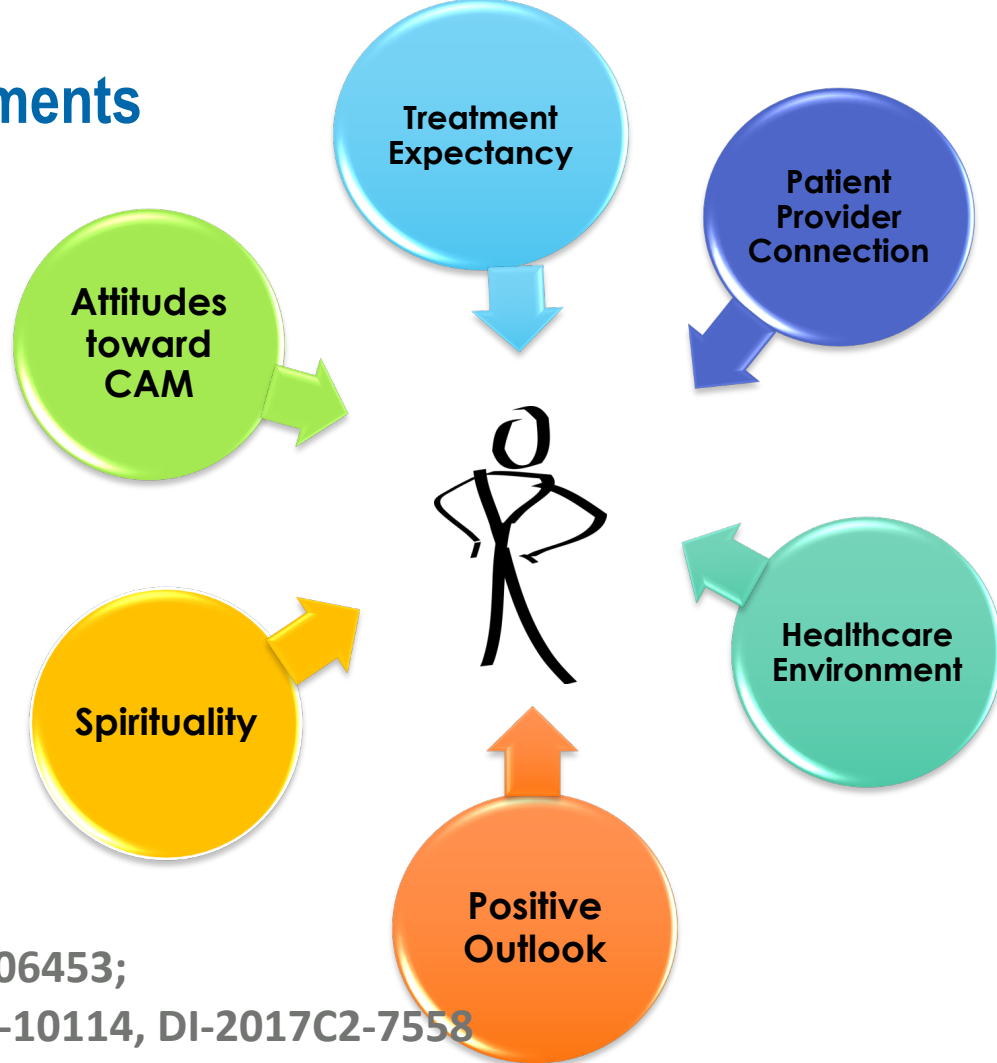 ments
Treatment
Expectancy
Patient
Provider
Connection
Attitudes
toward
CAM
Healthcare
Environment
Spirituality
Positive
Outlook
06453;
-10114, DI-2017C2-7558